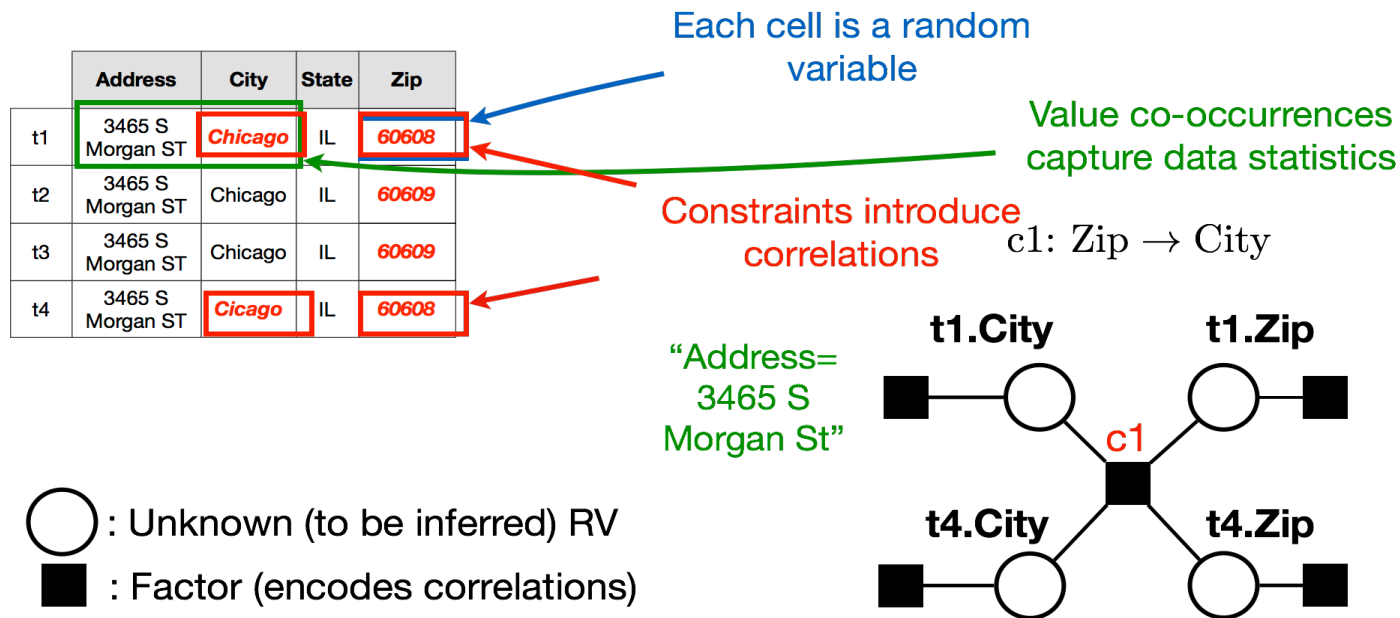 Each cell is a random
variable
Address City State Zip
t1 3465 S
Morgan ST Chicago IL 60608
t2 3465 S
Morgan ST Chicago IL 60609
t3 3465 S
Morgan ST Chicago IL 60609
t4 3465 S
Morgan ST Cicago IL 60608
Value co-occurrences
capture data statistics
Constraints introduce
correlations
c1: Zip → City
“Address=
3465 S
Morgan St”
t1.City t1.Zip
c1
t4.City t4.Zip
: Unknown (to be inferred) RV
: Factor (encodes correlations)